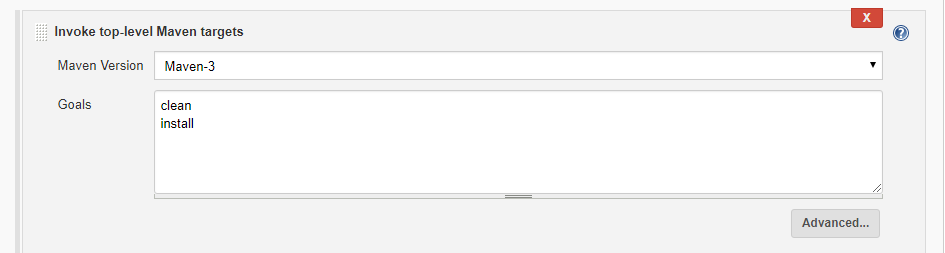 X
Invoke top-level Maven targets
?
Maven Version Maven-3
Goals
clean
install
Advanced...